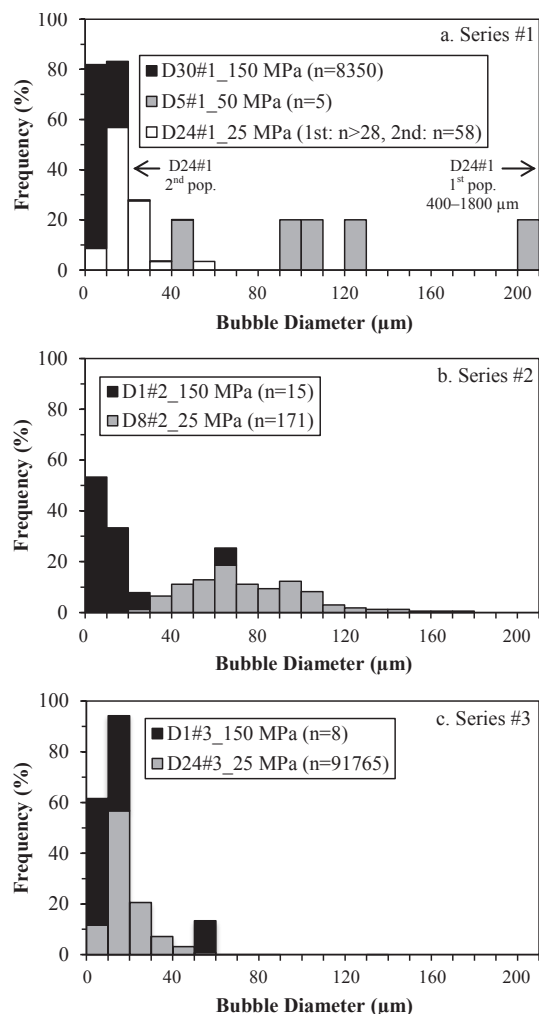 a. Series #1
D30#1_150 MPa (n=8350)
D5#1_50 MPa (n=5)
D24#1_25 MPa (1st: n>28, 2nd: n=58)
D24#1
2nd pop.
D24#1
1st pop.
400–1800 µm
Frequency (%)
100
80
60
40
20
0
0 40 80 120 160 200
Bubble Diameter (µm)
b. Series #2
D1#2_150 MPa (n=15)
D8#2_25 MPa (n=171)
Frequency (%)
100
80
60
40
20
0
0 40 80 120 160 200
Bubble Diameter (µm)
c. Series #3
D1#3_150 MPa (n=8)
D24#3_25 MPa (n=91765)
Frequency (%)
100
80
60
40
20
0
0 40 80 120 160 200
Bubble Diameter (µm)